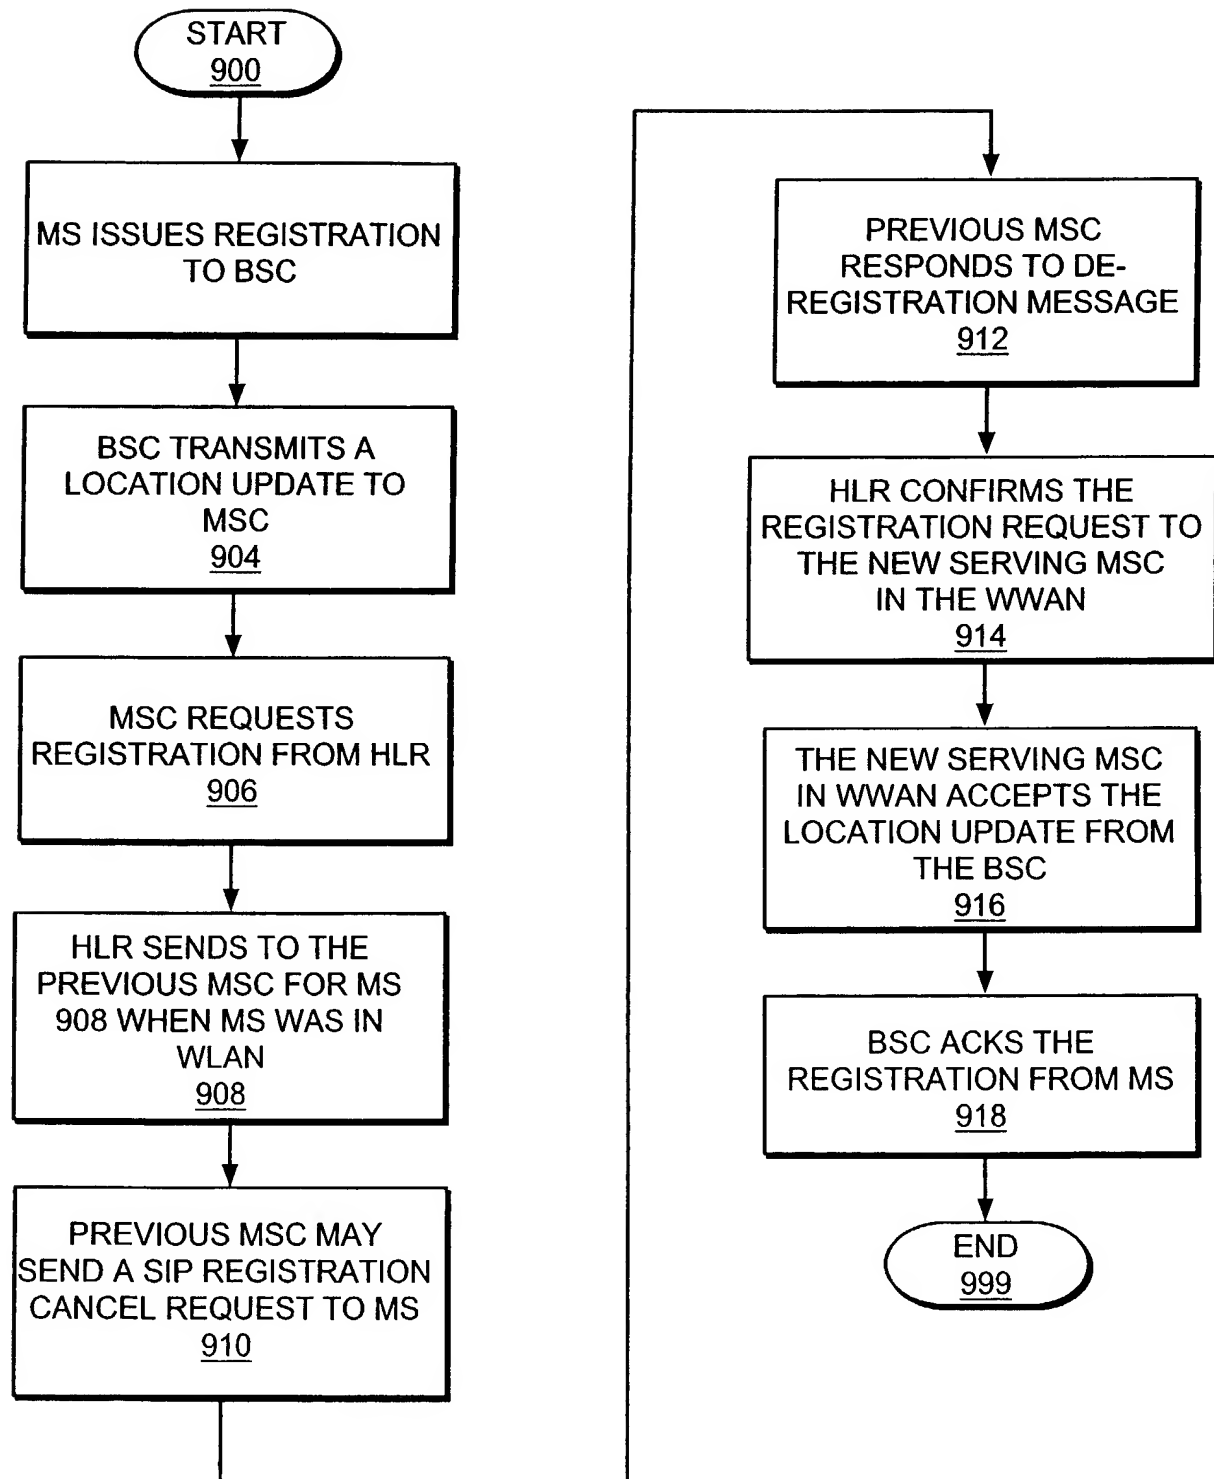 START
900
MS ISSUES REGISTRATION
TO BSC
BSC TRANSMITS A
LOCATION UPDATE TO
MSC
904
MSC REQUESTS
REGISTRATION FROM HLR
906
HLR SENDS TO THE
PREVIOUS MSC FOR MS
908 WHEN MS WAS IN
WLAN
908
PREVIOUS MSC MAY
SEND A SIP REGISTRATION
CANCEL REQUEST TO MS
910
PREVIOUS MSC
RESPONDS TO DE-
REGISTRATION MESSAGE
912
HLR CONFIRMS THE
REGISTRATION REQUEST TO
THE NEW SERVING MSC
IN THE WWAN
914
THE NEW SERVING MSC
IN WWAN ACCEPTS THE
LOCATION UPDATE FROM
THE BSC
916
BSC ACKS THE
REGISTRATION FROM MS
918
END
999